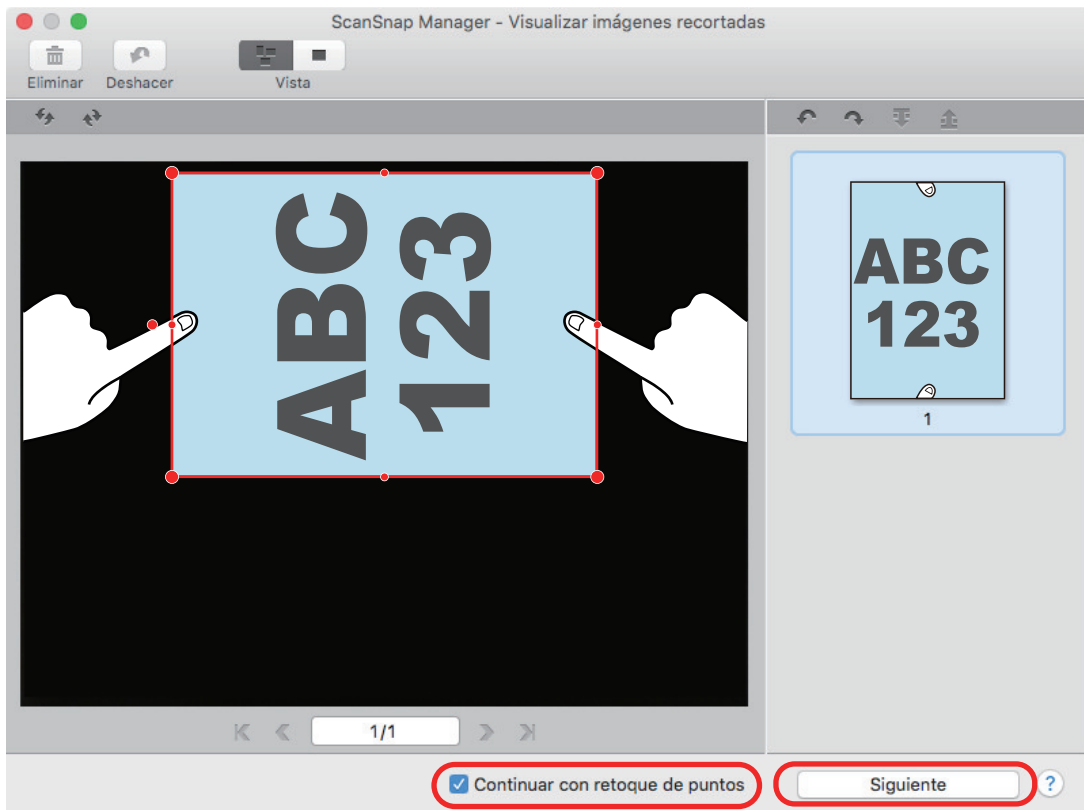 ScanSnap Manager - Visualizar imágenes recortadas
Eliminar Deshacer Vista
ABC
123
ABC
123
1
1/1
Continuar con retoque de puntos Siguiente ?